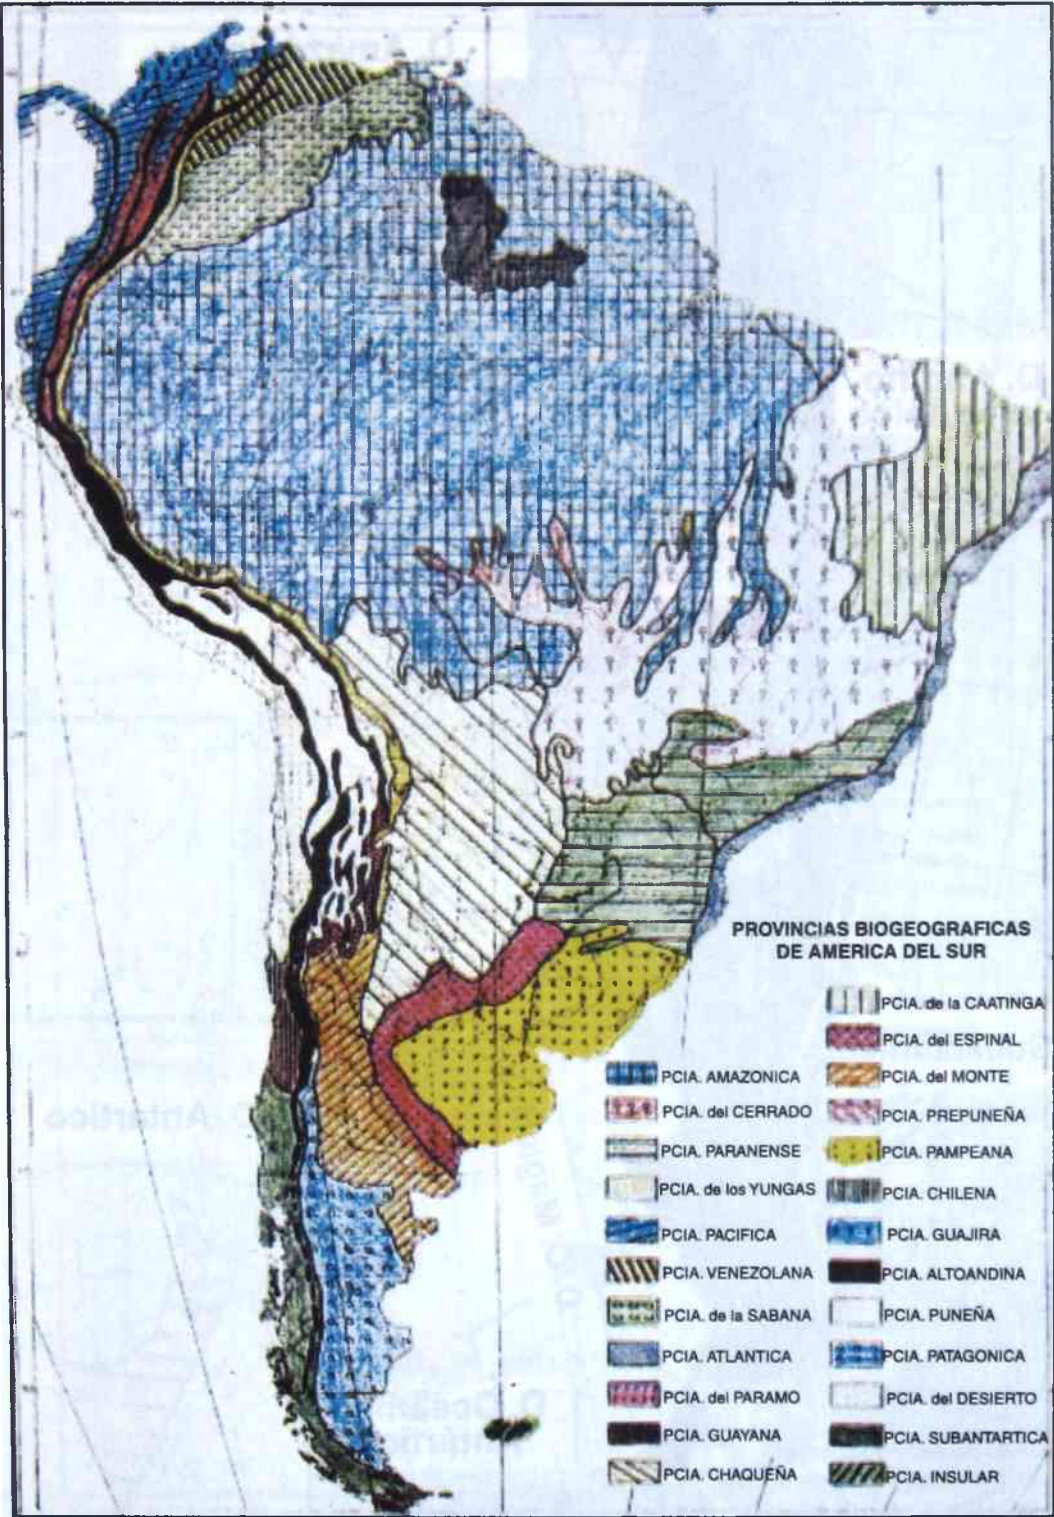 PROVINCIAS BIOGEOGRAFICAS
DE AMERICA DEL SUR
PCIA. AMAZONICA
PCIA. del CERRADO
PCIA. PARANENSE
PCIA. de los YUNGAS
PCIA. PACIFICA
PCIA. VENEZOLANA
PCIA. de la SABANA
PCIA. ATLANTICA
PCIA. del PARAMO
PCIA. GUAYANA
PCIA. CHAQUEÑA
PCIA. de la CAATINGA
PCIA. del ESPINAL
PCIA. del MONTE
PCIA. PREPUNEÑA
PCIA. PAMPEANA
PCIA. CHILENA
PCIA. GUAJIRA
PCIA. ALTOANDINA
PCIA. PUNEÑA
PCIA. PATAGONICA
PCIA. del DESIERTO
PCIA. SUBANTARTICA
PCIA. INSULAR